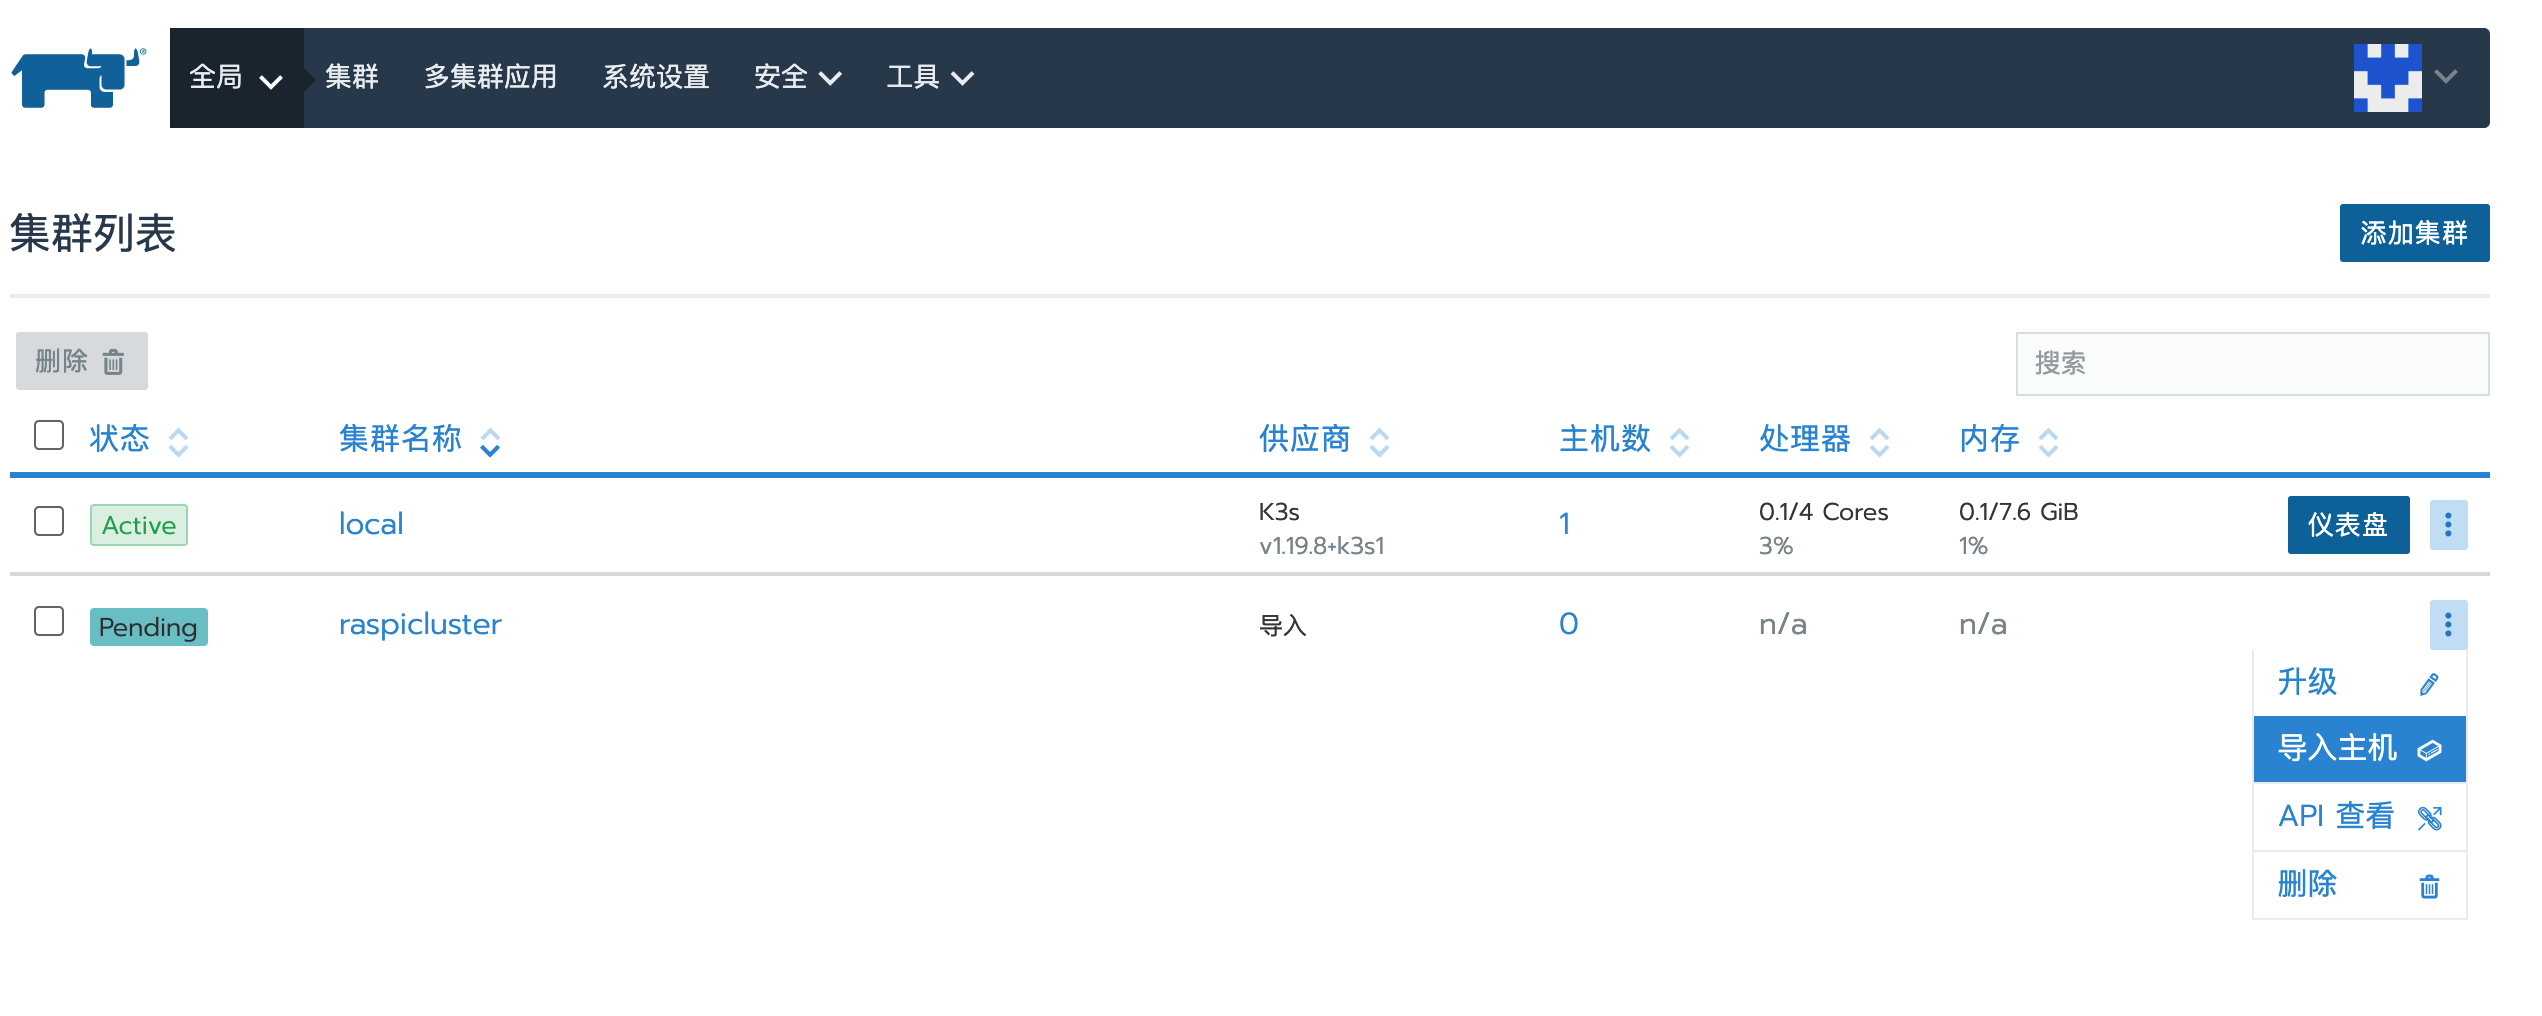 全局 集群 多集群应用 系统设置 安全 工具
集群列表 添加集群
删除 搜索
状态 集群名称 供应商 主机数 处理器 内存
Active local K3s 1 0.1/4 Cores 0.1/7.6 GiB 仪表盘
v1.19.8+k3s1 3% 1%
Pending raspicluster 导入 0 n/a n/a
升级
导入主机
API 查看
删除